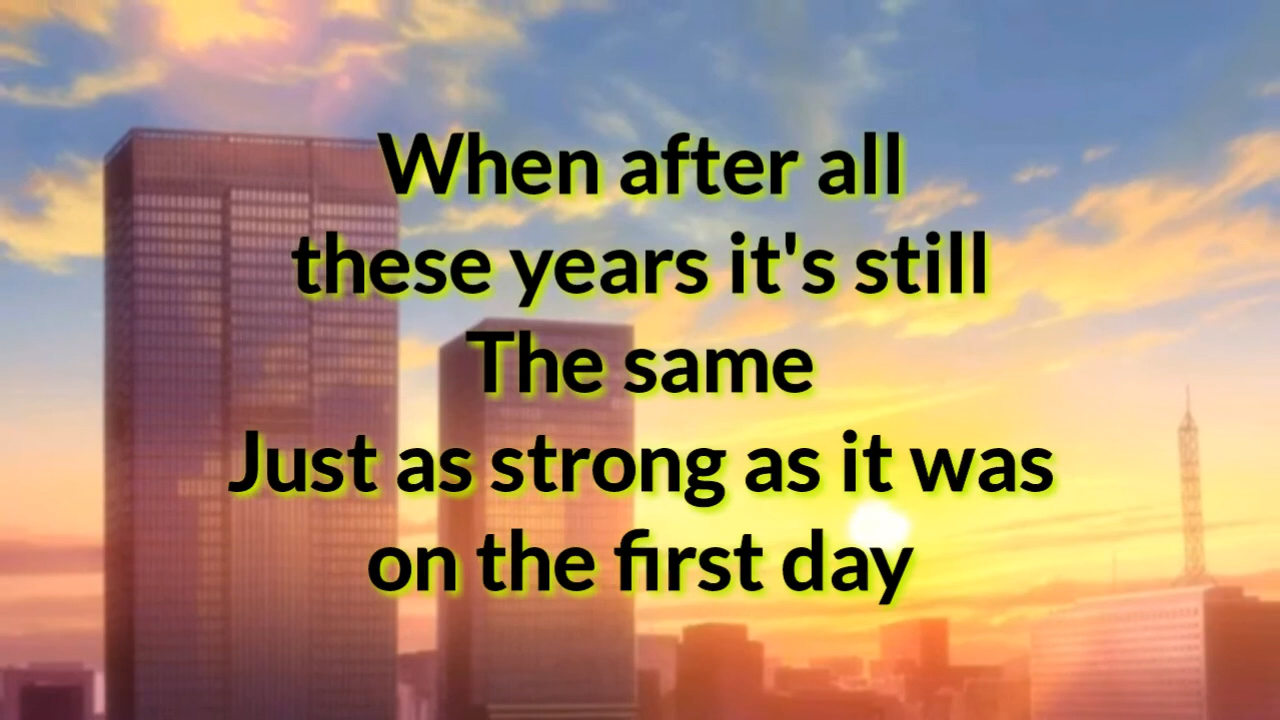 When after all
these years it's still
The same
Just as strong as it was
on the first day